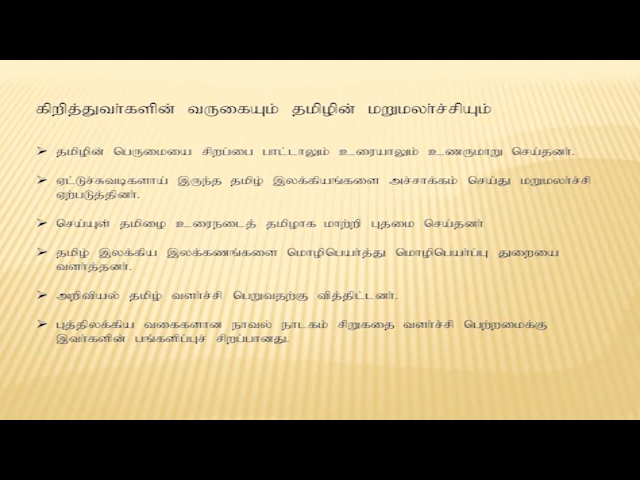 கிறித்துவர்களின் வருகையும் தமிழின் மறுமலர்ச்சியும்
➢ தமிழின் பெருமையை சிறப்பை பாட்டாலும் உரையாலும் உணருமாறு செய்தனர்.
➢ ஏட்டுச்சுவடிகளாய் இருந்த தமிழ் இலக்கியங்களை அச்சாக்கம் செய்து மறுமலர்ச்சி
ஏற்படுத்தினர்.
➢ செய்யுள் தமிழை உரைநடைத் தமிழாக மாற்றி புதமை செய்தனர்
➢ தமிழ் இலக்கிய இலக்கணங்களை மொழிபெயர்த்து மொழிபெயர்ப்பு துறையை
வளர்த்தனர்.
➢ அறிவியல் தமிழ் வளர்ச்சி பெறுவதற்கு வித்திட்டனர்.
➢ புத்திலக்கிய வகைகளான நாவல் நாடகம் சிறுகதை வளர்ச்சி பெற்றமைக்கு
இவர்களின் பங்களிப்புச் சிறப்பானது.